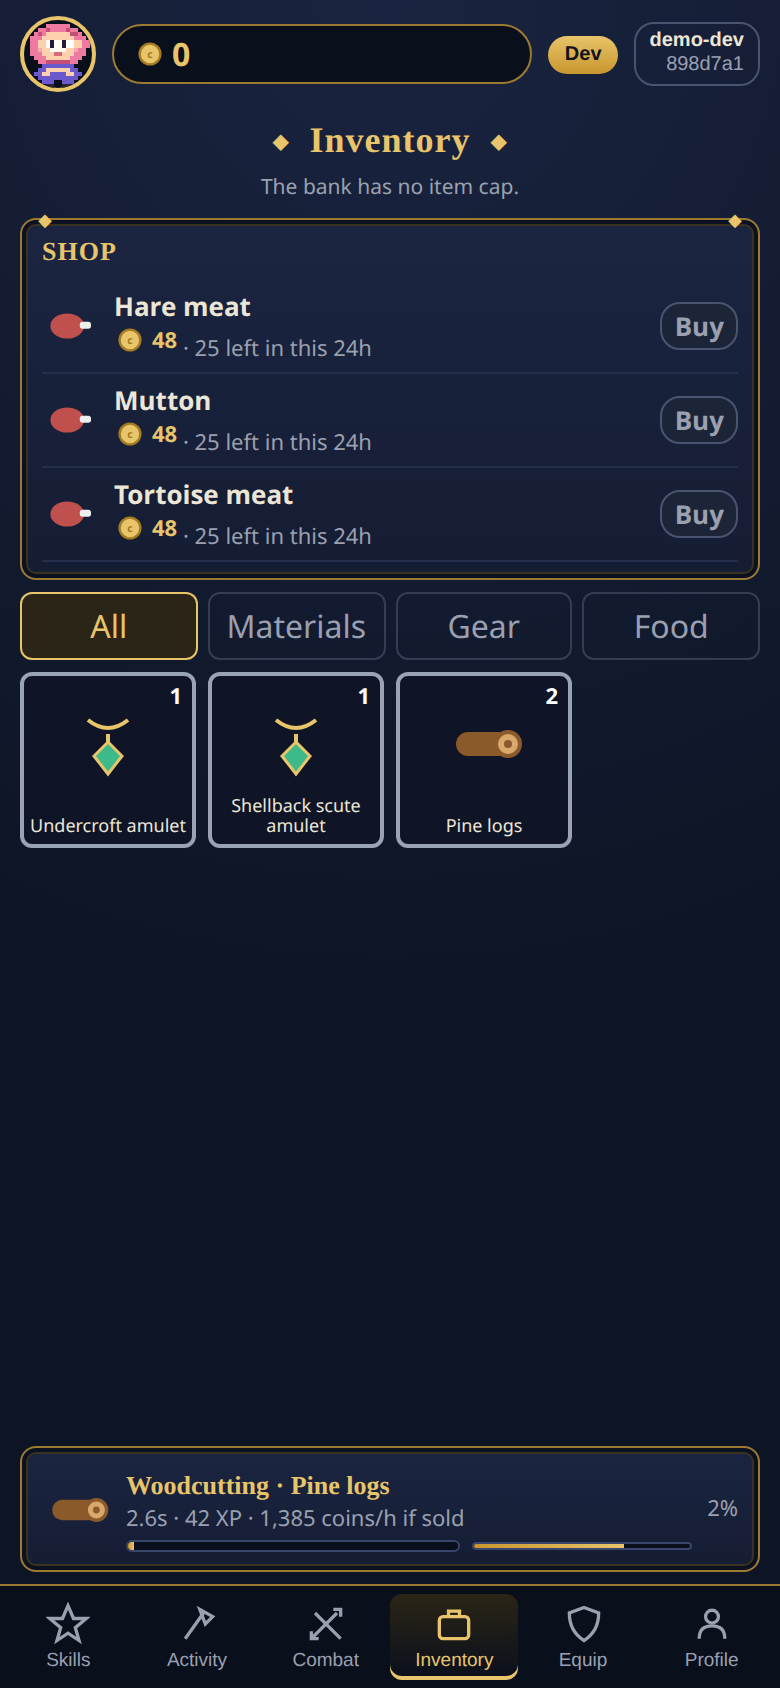 0
Dev
demo-dev
898d7a1
Inventory
The bank has no item cap.
SHOP
Hare meat
c 48 · 25 left in this 24h
Buy
Mutton
c 48 · 25 left in this 24h
Buy
Tortoise meat
c 48 · 25 left in this 24h
Buy
All
Materials
Gear
Food
1
Undercroft amulet
1
Shellback scute
amulet
2
Pine logs
Woodcutting · Pine logs
2.6s · 42 XP · 1,385 coins/h if sold
2%
Skills
Activity
Combat
Inventory
Equip
Profile